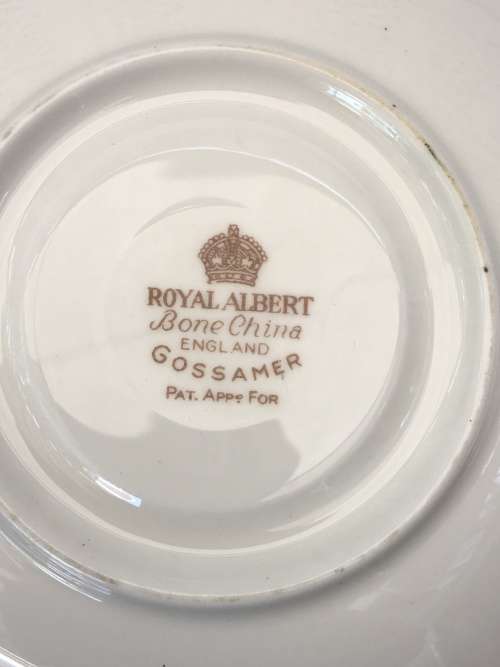 ROYAL ALBERT
Bone China
ENGLAND
GOSSAMER
PAT. APPD FOR